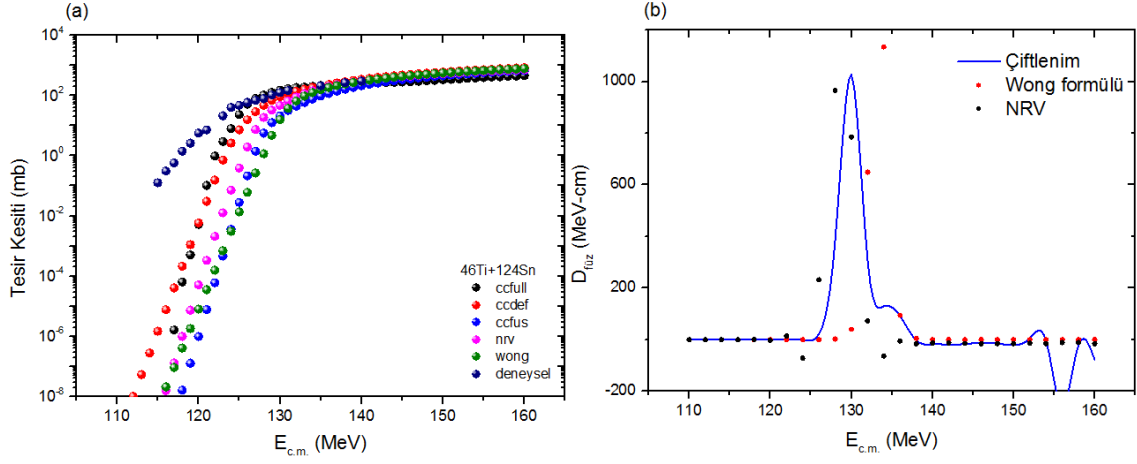 (a)
10^4
10^2
10^0
10^-2
10^-4
10^-6
10^-8
Tesir Kesiti (mb)
46Ti+124Sn
ccfull
ccdef
ccfus
nrv
wong
deneysel
110 120 130 140 150 160
E_c.m. (MeV)
(b)
1000
600
200
-200
D_füz (MeV-cm)
Çiftlenim
Wong formülü
NRV
110 120 130 140 150 160
E_c.m. (MeV)